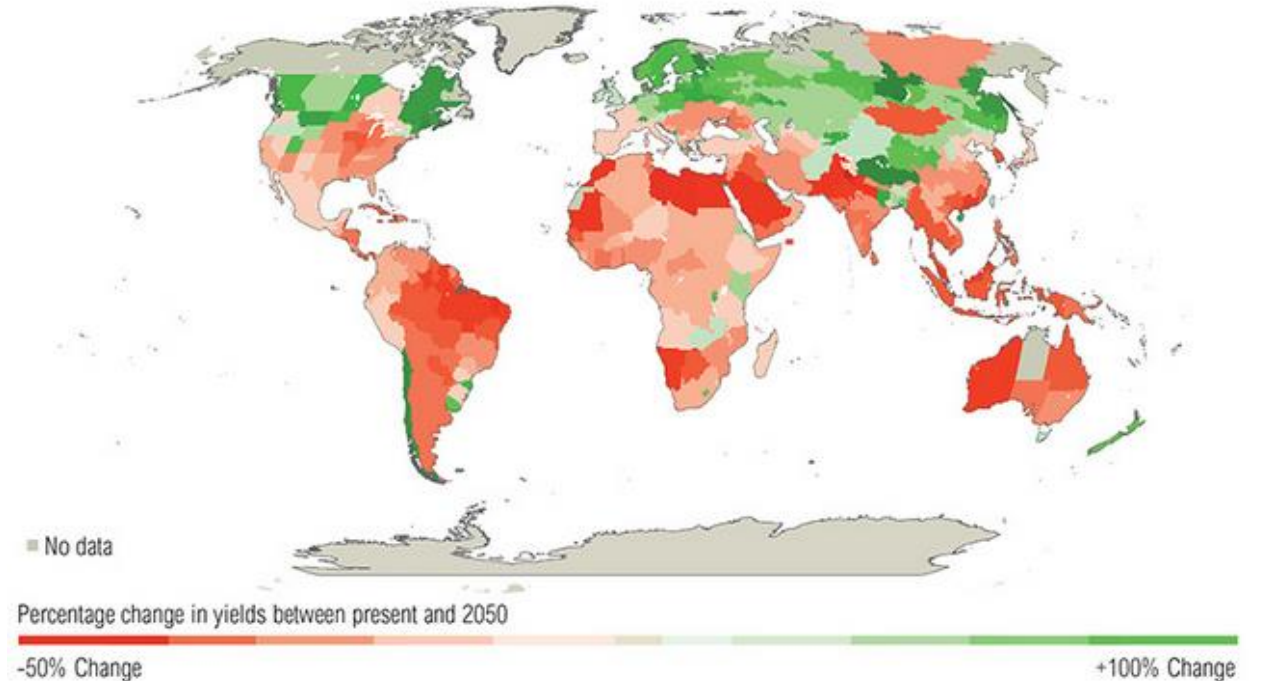 No data
Percentage change in yields between present and 2050
-50% Change
+100% Change